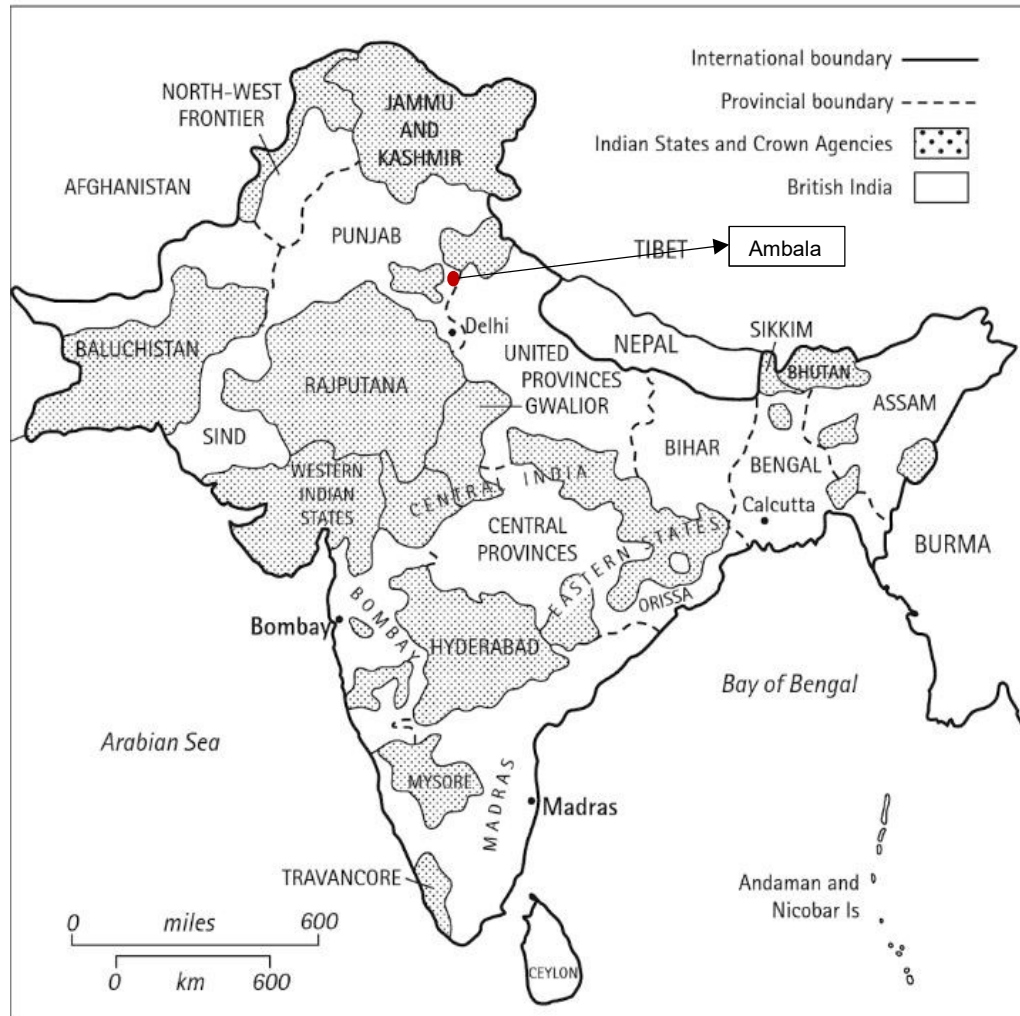 International boundary
Provincial boundary
Indian States and Crown Agencies
British India
NORTH-WEST
FRONTIER
JAMMU
AND
KASHMIR
AFGHANISTAN
PUNJAB
TIBET
Ambala
Delhi
BALUCHISTAN
RAJPUTANA
UNITED
PROVINCES
GWALIOR
NEPAL
SIKKIM
BHUTAN
ASSAM
SIND
BIHAR
BENGAL
WESTERN
INDIAN
STATES
CENTRAL INDIA
Calcutta
CENTRAL
PROVINCES
EASTERN STATES
BURMA
ORISSA
BOMBAY
Bombay
HYDERABAD
Bay of Bengal
Arabian Sea
MYSORE
MADRAS
Madras
TRAVANCORE
Andaman and
Nicobar Is
0 miles 600
0 km 600
CEYLON